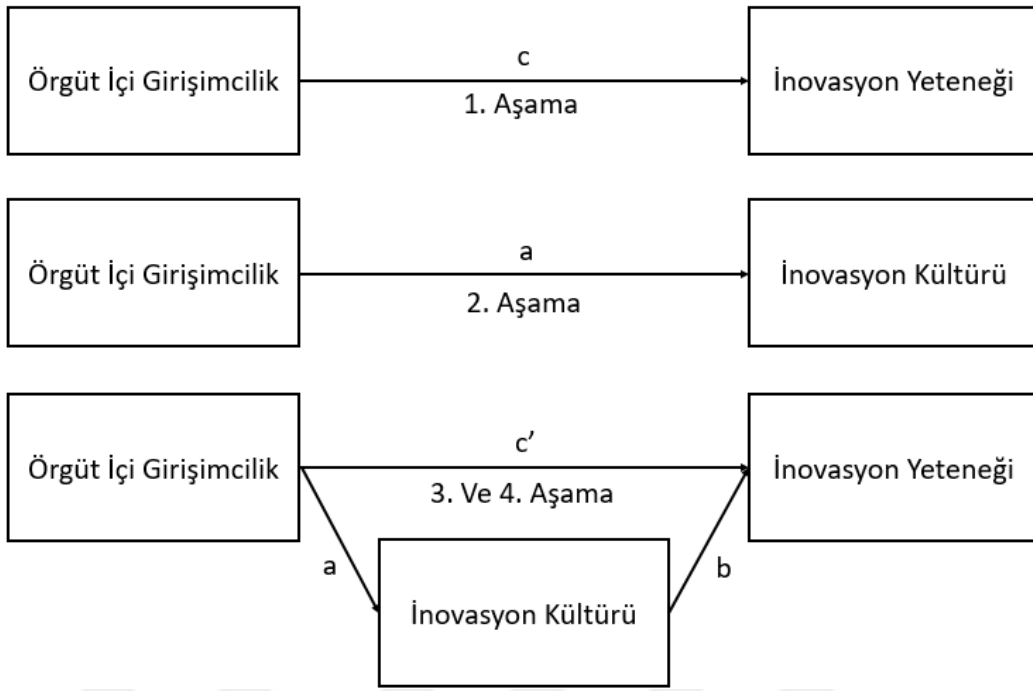 Örgüt İçi Girişimcilik
c
1. Aşama
İnovasyon Yeteneği
Örgüt İçi Girişimcilik
a
2. Aşama
İnovasyon Kültürü
Örgüt İçi Girişimcilik
c’
3. Ve 4. Aşama
İnovasyon Yeteneği
a
İnovasyon Kültürü
b